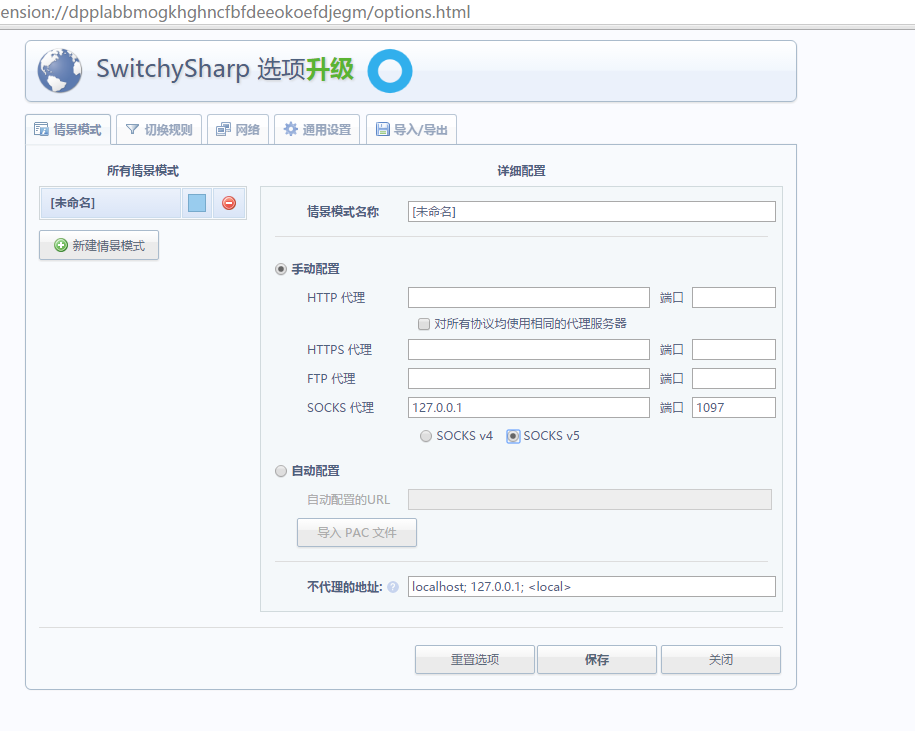 ension://dpplabbmogkhghncfbfdeeokoefdjegm/options.html
SwitchySharp 选项升级
情景模式 切换规则 网络 通用设置 导入/导出
所有情景模式
[未命名]
新建情景模式
详细配置
情景模式名称 [未命名]
手动配置
HTTP 代理 端口
对所有协议均使用相同的代理服务器
HTTPS 代理 端口
FTP 代理 端口
SOCKS 代理 127.0.0.1 端口 1097
SOCKS v4 SOCKS v5
自动配置
自动配置的URL
导入 PAC 文件
不代理的地址: ? localhost; 127.0.0.1; <local>
重置选项 保存 关闭